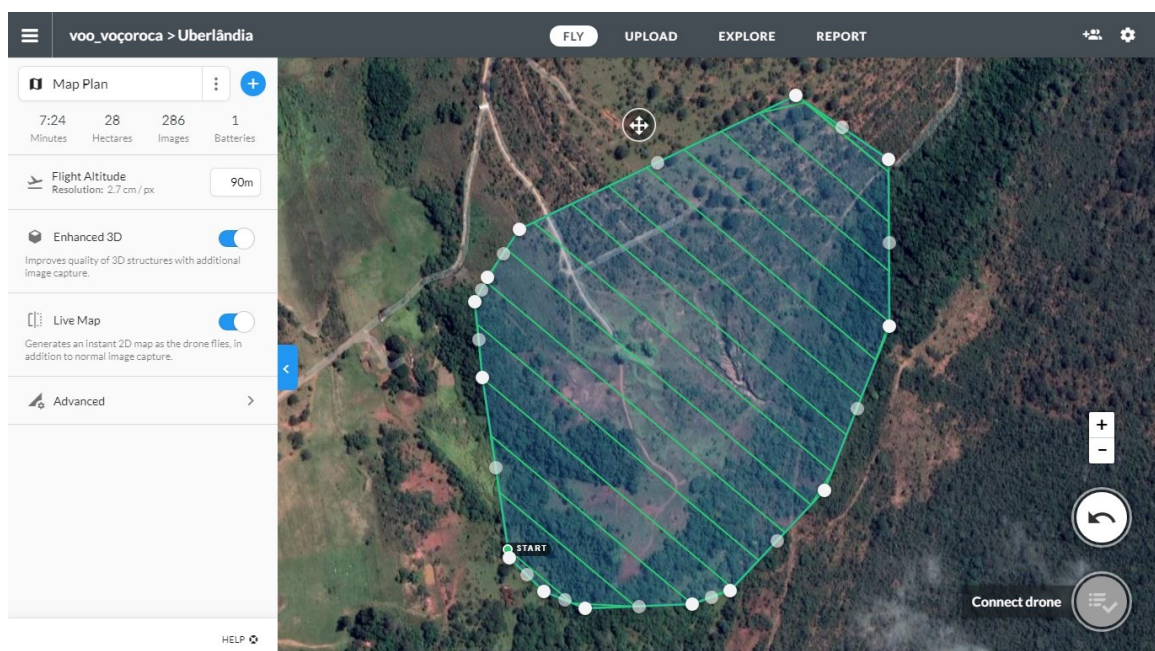 voo_voçoroca > Uberlândia
FLY UPLOAD EXPLORE REPORT
Map Plan
7:24 28 286 1
Minutes Hectares Images Batteries
Flight Altitude
Resolution: 2.7 cm / px
90m
Enhanced 3D
Improves quality of 3D structures with additional
image capture.
Live Map
Generates an instant 2D map as the drone flies, in
addition to normal image capture.
Advanced
START
+
-
Connect drone
HELP